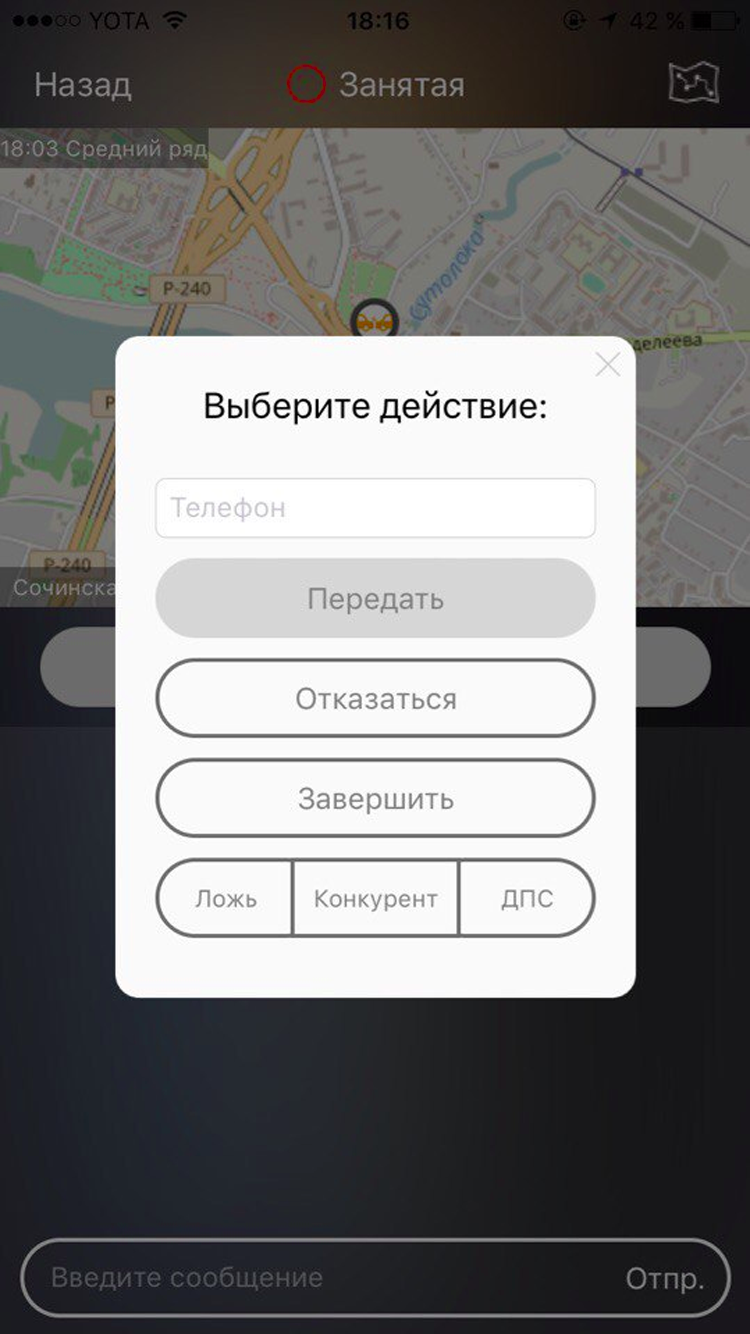 YOTA 18:16 42 %
Назад Занятая
18:03 Средний ряд
Сутолока
Р-240
делеева
Р
Выберите действие:
Телефон
Р-240
Сочинска
Передать
Отказаться
Завершить
Ложь Конкурент ДПС
Введите сообщение Отпр.